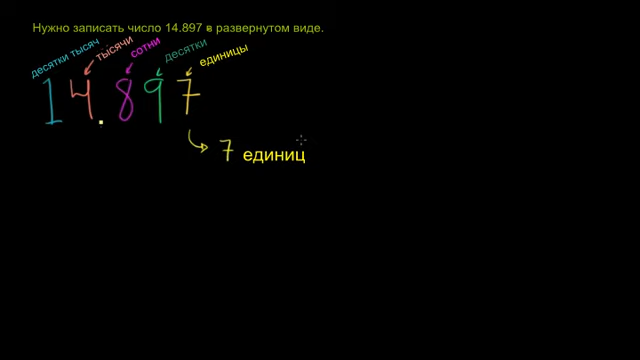 Нужно записать число 14.897 в развернутом виде.
десятки тысяч тысячи сотни десятки единицы
14.897
7 единиц